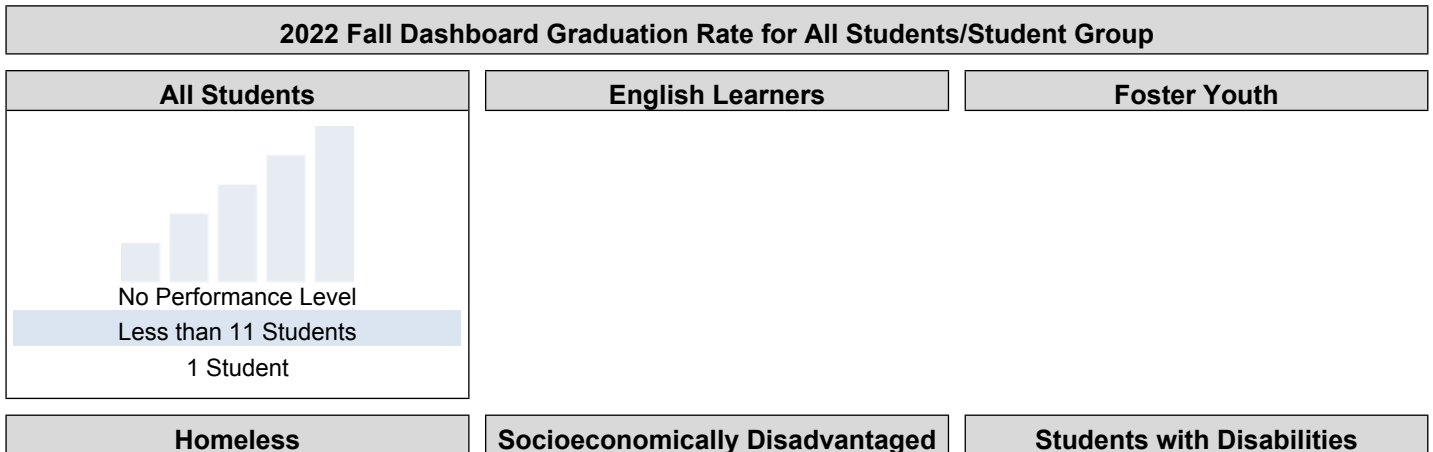 2022 Fall Dashboard Graduation Rate for All Students/Student Group
All Students
English Learners
Foster Youth
No Performance Level
Less than 11 Students
1 Student
Homeless
Socioeconomically Disadvantaged
Students with Disabilities